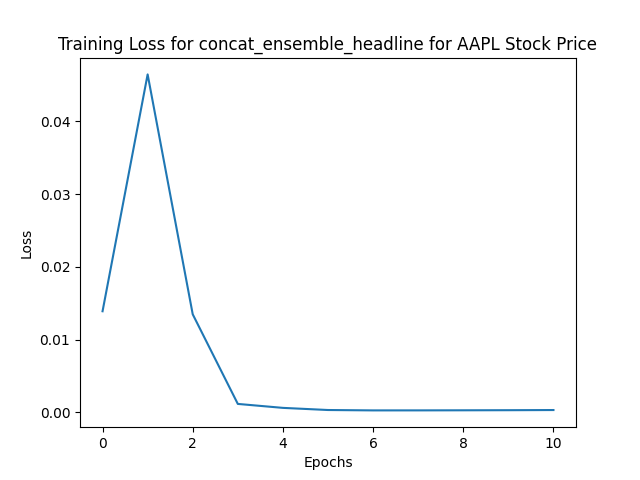 Training Loss for concat_ensemble_headline for AAPL Stock Price
0.04
0.03
0.02
0.01
0.00
Loss
0 2 4 6 8 10
Epochs